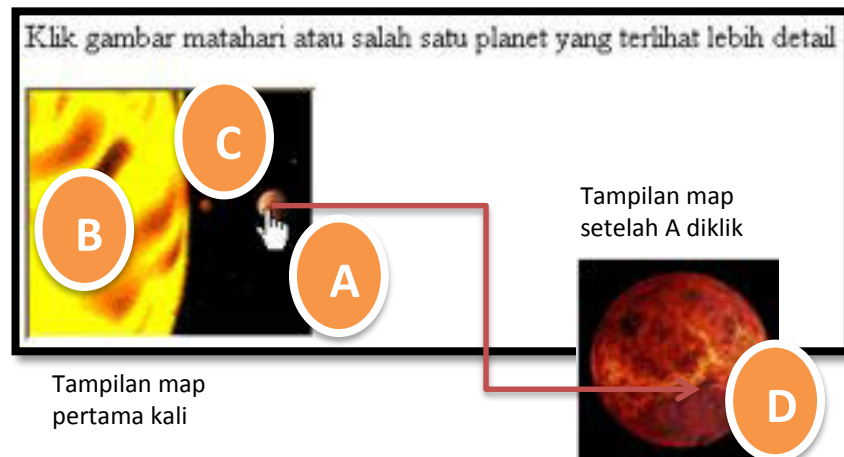 Klik gambar matahari atau salah satu planet yang terlihat lebih detail
C
B
A
Tampilan map
setelah A diklik
D
Tampilan map
pertama kali